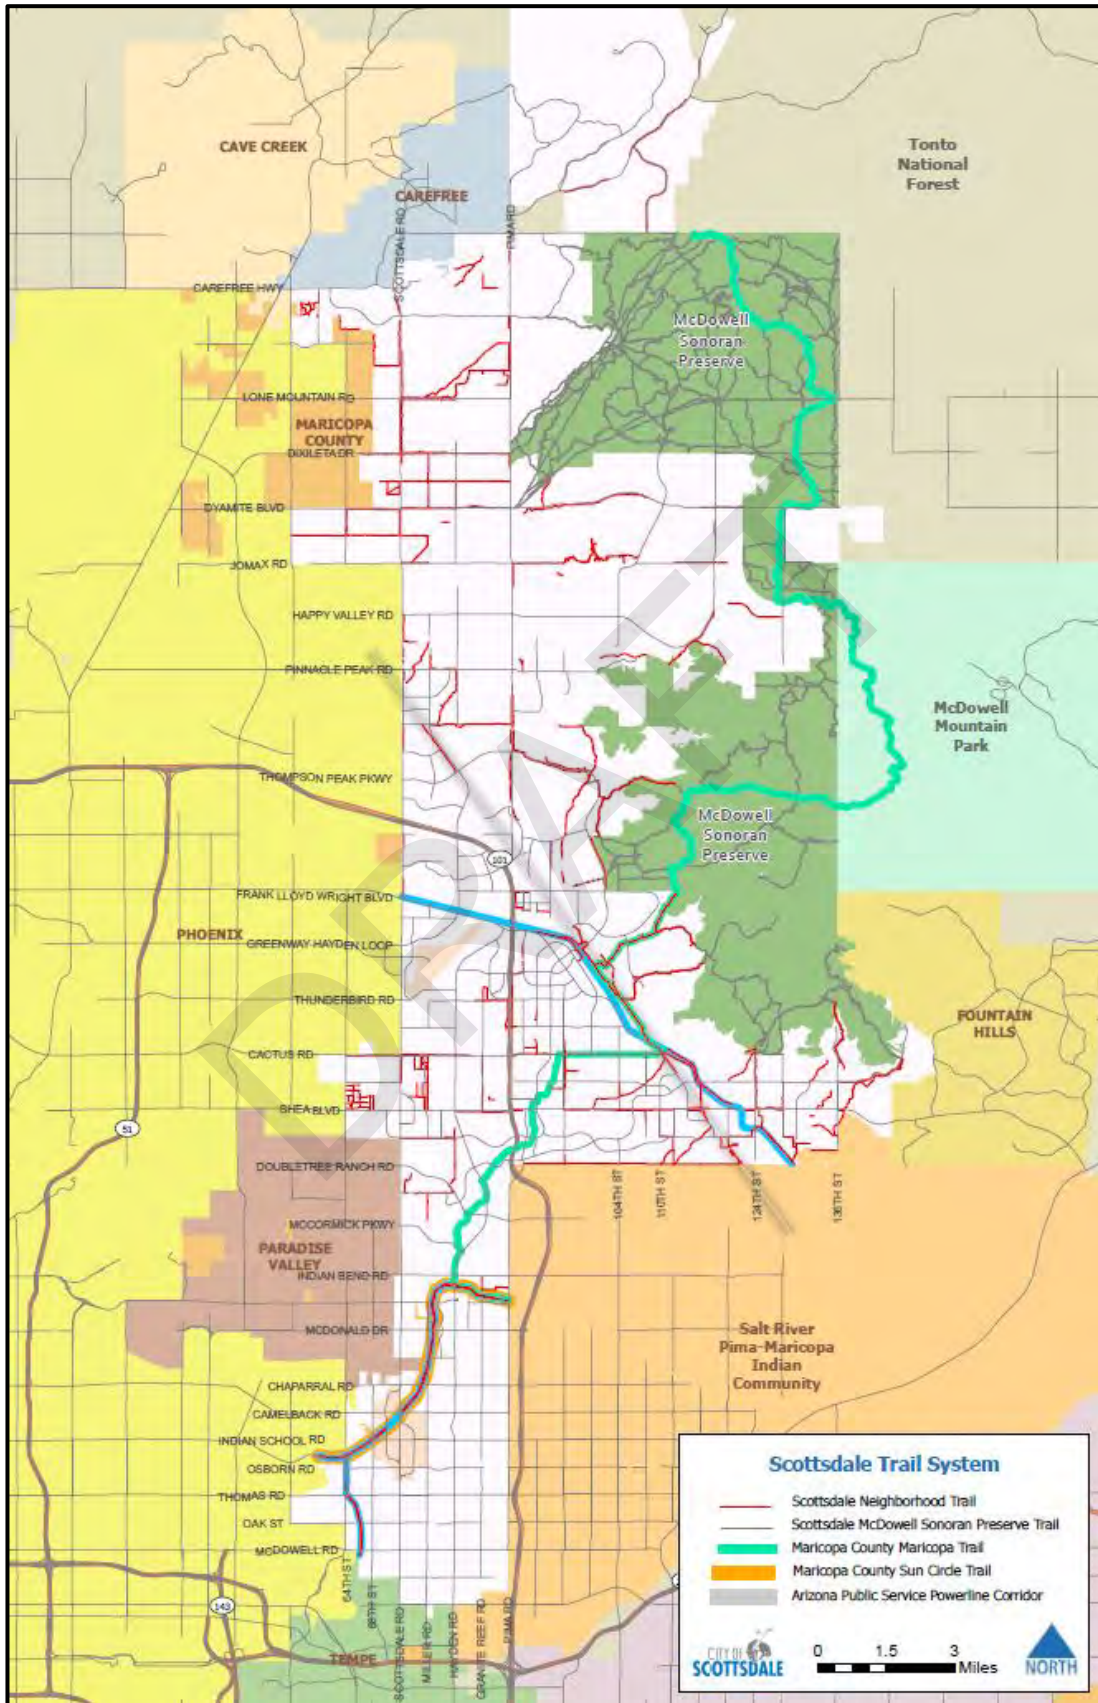 CAVE CREEK
CAREFREE
Tonto
National
Forest
SCOTTSDALE RD
PIMA RD
CAREFREE HWY
McDowell
Sonoran
Preserve
LONE MOUNTAIN RD
MARICOPA
COUNTY
DIXILETA DR
DYAMITE BLVD
JOMAX RD
HAPPY VALLEY RD
PINNACLE PEAK RD
McDowell
Mountain
Park
THOMPSON PEAK PKWY
McDowell
Sonoran
Preserve
101
FRANK LLOYD WRIGHT BLVD
PHOENIX
GREENWAY-HAYDEN LOOP
THUNDERBIRD RD
FOUNTAIN
HILLS
CACTUS RD
SHEA BLVD
51
DOUBLETREE RANCH RD
104TH ST
110TH ST
124TH ST
136TH ST
MCCORMICK PKWY
PARADISE
VALLEY
INDIAN BEND RD
MCDONALD DR
Salt River
Pima-Maricopa
Indian
Community
CHAPARRAL RD
CAMELBACK RD
INDIAN SCHOOL RD
OSBORN RD
THOMAS RD
OAK ST
MCDOWELL RD
64TH ST
68TH ST
SCOTTSDALE RD
MILLER RD
HAYDEN RD
GRANITE REEF RD
PIMA RD
143
TEMPE
DRAFT
Scottsdale Trail System
Scottsdale Neighborhood Trail
Scottsdale McDowell Sonoran Preserve Trail
Maricopa County Maricopa Trail
Maricopa County Sun Circle Trail
Arizona Public Service Powerline Corridor
CITY OF
SCOTTSDALE
0 1.5 3
Miles
NORTH